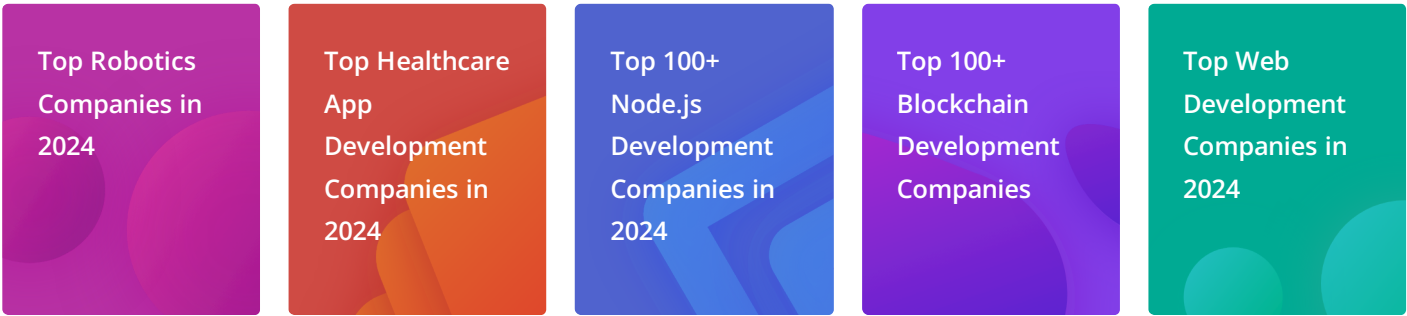 Top Robotics
Companies in
2024
Top Healthcare
App
Development
Companies in
2024
Top 100+
Node.js
Development
Companies in
2024
Top 100+
Blockchain
Development
Companies
Top Web
Development
Companies in
2024